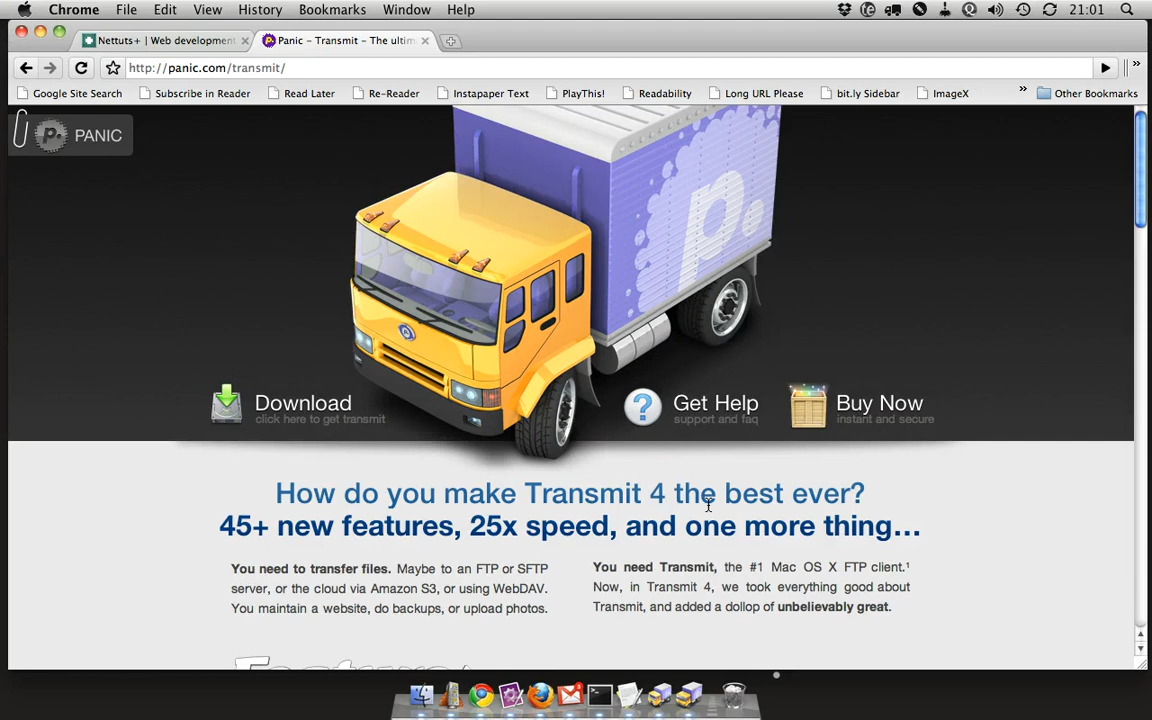 Chrome File Edit View History Bookmarks Window Help 21:01
Nettuts+ | Web development Panic – Transmit – The ultim
http://panic.com/transmit/
Google Site Search Subscribe in Reader Read Later Re-Reader Instapaper Text PlayThis! Readability Long URL Please bit.ly Sidebar ImageX » Other Bookmarks
p. PANIC
p.
Download Get Help Buy Now
click here to get transmit support and faq instant and secure
How do you make Transmit 4 the best ever?
45+ new features, 25x speed, and one more thing...
You need to transfer files. Maybe to an FTP or SFTP
server, or the cloud via Amazon S3, or using WebDAV.
You maintain a website, do backups, or upload photos.
You need Transmit, the #1 Mac OS X FTP client.¹
Now, in Transmit 4, we took everything good about
Transmit, and added a dollop of unbelievably great.